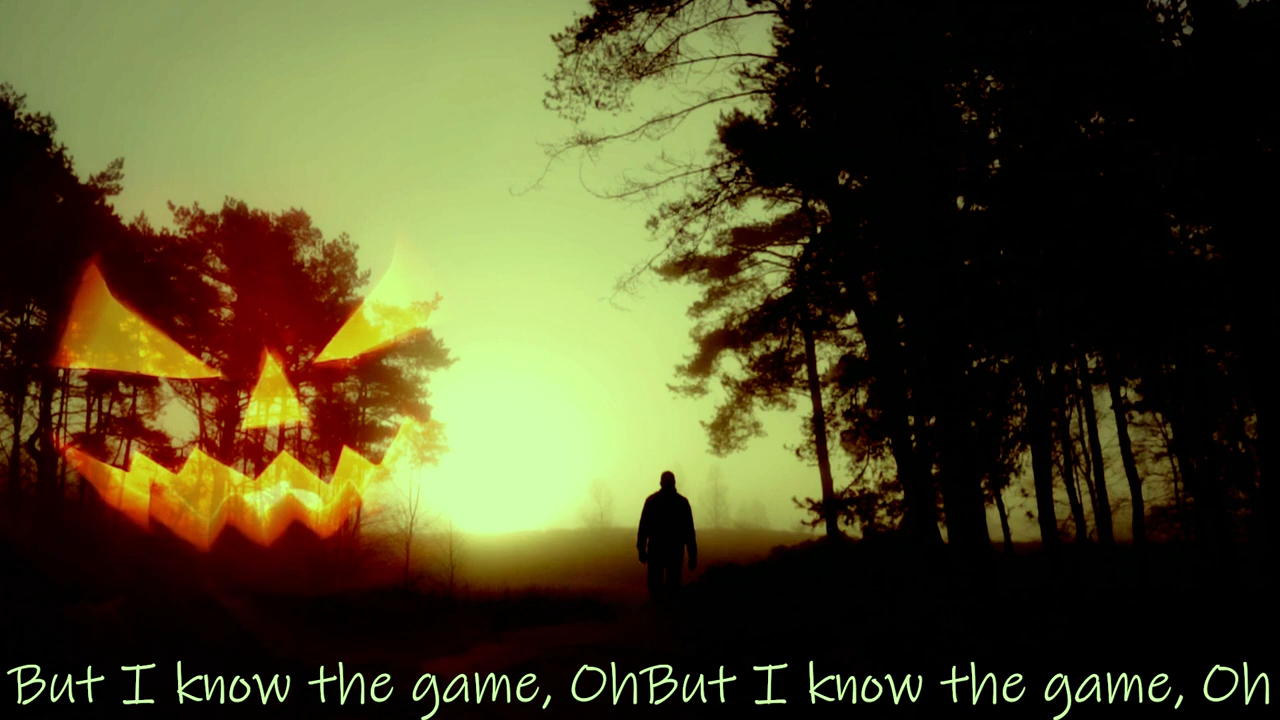 But I know the game, OhBut I know the game, Oh